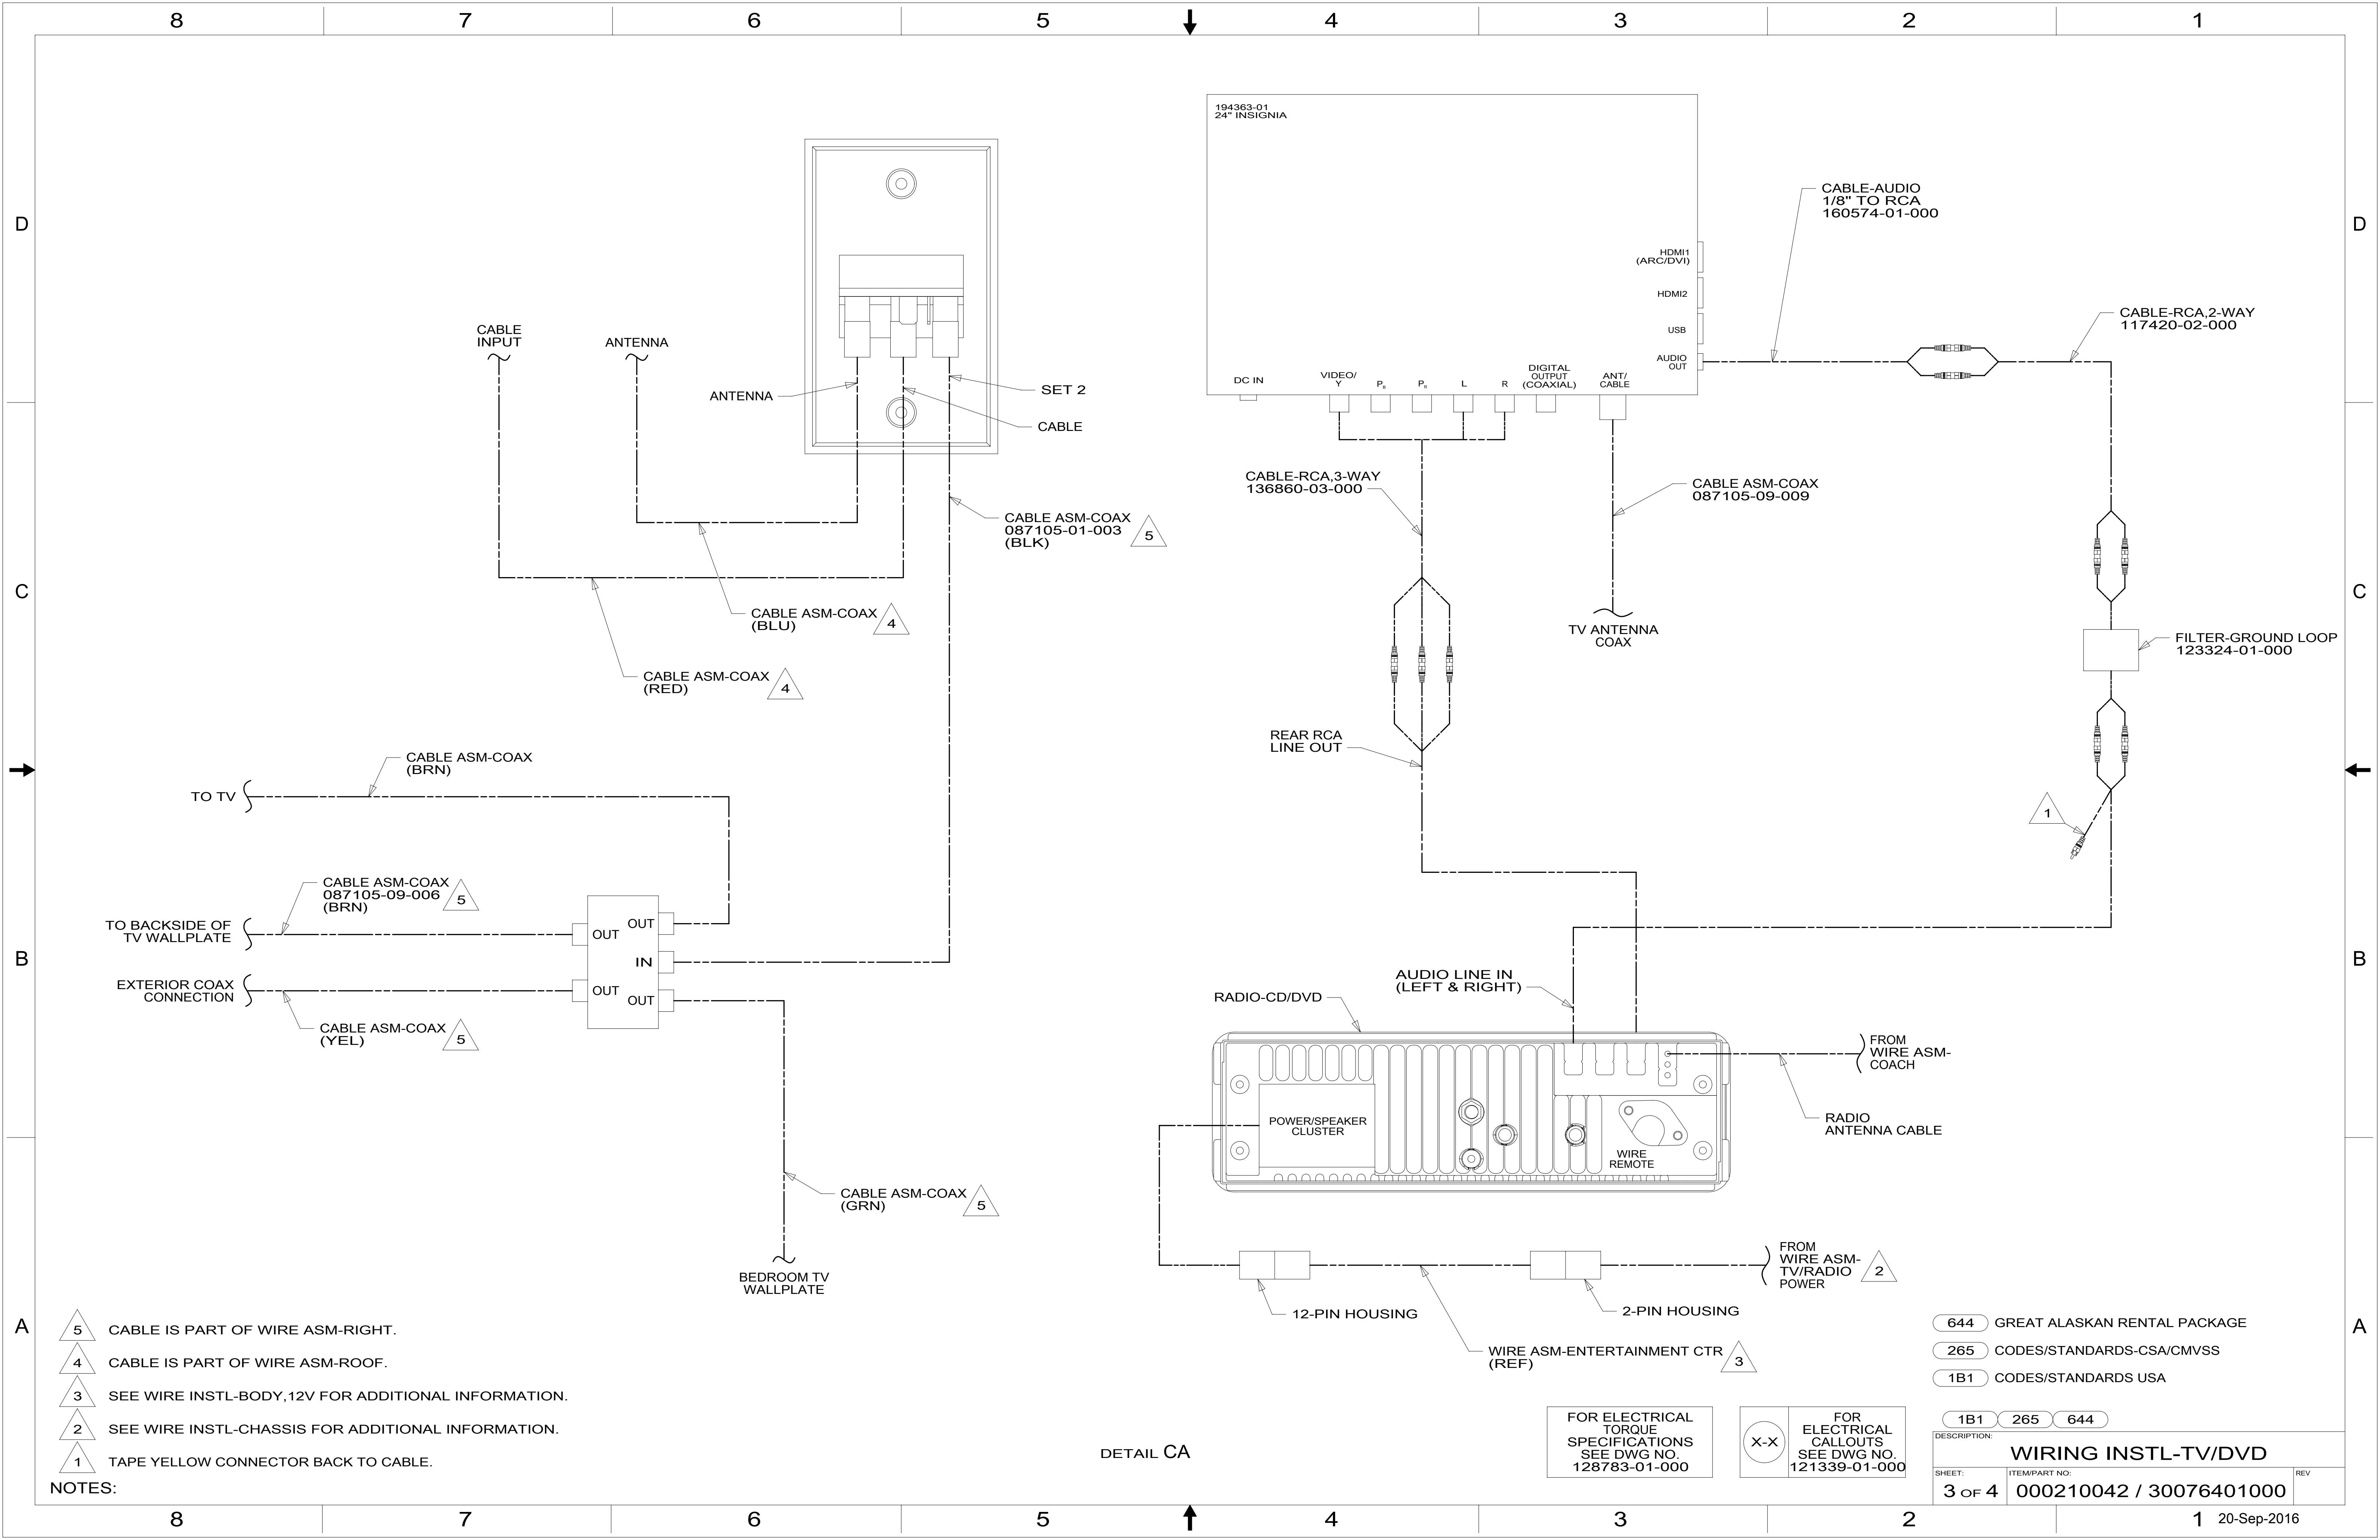 8 7 6 5 4 3 2 1
D
C
B
A
D
C
B
A
CABLE
INPUT
ANTENNA
ANTENNA
SET 2
CABLE
CABLE ASM-COAX
087105-01-003
(BLK)
5
CABLE ASM-COAX
(BLU)
4
CABLE ASM-COAX
(RED)
4
CABLE ASM-COAX
(BRN)
TO TV
CABLE ASM-COAX
087105-09-006
(BRN)
5
TO BACKSIDE OF
TV WALLPLATE
EXTERIOR COAX
CONNECTION
CABLE ASM-COAX
(YEL)
5
OUT
OUT
IN
OUT
OUT
CABLE ASM-COAX
(GRN)
5
BEDROOM TV
WALLPLATE
194363-01
24" INSIGNIA
HDMI1
(ARC/DVI)
HDMI2
USB
AUDIO
OUT
DC IN
VIDEO/
Y
PB
PR
L
R
DIGITAL
OUTPUT
(COAXIAL)
ANT/
CABLE
CABLE-AUDIO
1/8" TO RCA
160574-01-000
CABLE-RCA,2-WAY
117420-02-000
CABLE-RCA,3-WAY
136860-03-000
CABLE ASM-COAX
087105-09-009
TV ANTENNA
COAX
FILTER-GROUND LOOP
123324-01-000
REAR RCA
LINE OUT
1
AUDIO LINE IN
(LEFT & RIGHT)
RADIO-CD/DVD
FROM
WIRE ASM-
COACH
RADIO
ANTENNA CABLE
POWER/SPEAKER
CLUSTER
WIRE
REMOTE
FROM
WIRE ASM-
TV/RADIO
POWER
2
12-PIN HOUSING
2-PIN HOUSING
WIRE ASM-ENTERTAINMENT CTR
(REF)
3
5 CABLE IS PART OF WIRE ASM-RIGHT.
4 CABLE IS PART OF WIRE ASM-ROOF.
3 SEE WIRE INSTL-BODY,12V FOR ADDITIONAL INFORMATION.
2 SEE WIRE INSTL-CHASSIS FOR ADDITIONAL INFORMATION.
1 TAPE YELLOW CONNECTOR BACK TO CABLE.
NOTES:
DETAIL CA
FOR ELECTRICAL
TORQUE
SPECIFICATIONS
SEE DWG NO.
128783-01-000
X-X
FOR
ELECTRICAL
CALLOUTS
SEE DWG NO.
121339-01-000
644 GREAT ALASKAN RENTAL PACKAGE
265 CODES/STANDARDS-CSA/CMVSS
1B1 CODES/STANDARDS USA
1B1 265 644
DESCRIPTION:
WIRING INSTL-TV/DVD
SHEET:
3 OF 4
ITEM/PART NO:
000210042 / 30076401000
REV
8 7 6 5 4 3 2 1
20-Sep-2016